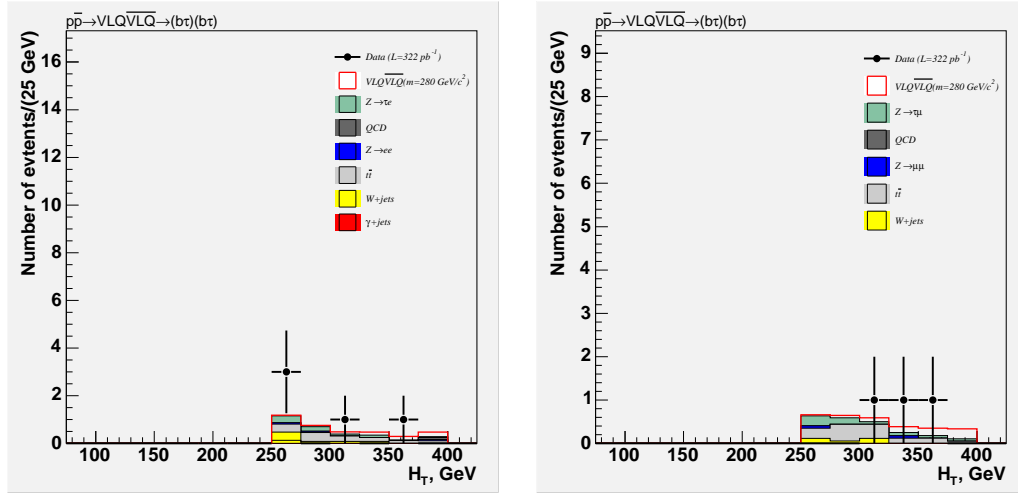 pp̅→VLQV̅L̅Q̅→(bτ)(bτ)
Number of evtents/(25 GeV)
16
14
12
10
8
6
4
2
0
Data (L=322 pb⁻¹)
VLQV̅L̅Q̅(m=280 GeV/c²)
Z→τe
QCD
Z→ee
tt̅
W+jets
γ+jets
100 150 200 250 300 350 400
H_T, GeV
pp̅→VLQV̅L̅Q̅→(bτ)(bτ)
Number of evtents/(25 GeV)
9
8
7
6
5
4
3
2
1
0
Data (L=322 pb⁻¹)
VLQV̅L̅Q̅(m=280 GeV/c²)
Z→τμ
QCD
Z→μμ
tt̅
W+jets
100 150 200 250 300 350 400
H_T, GeV